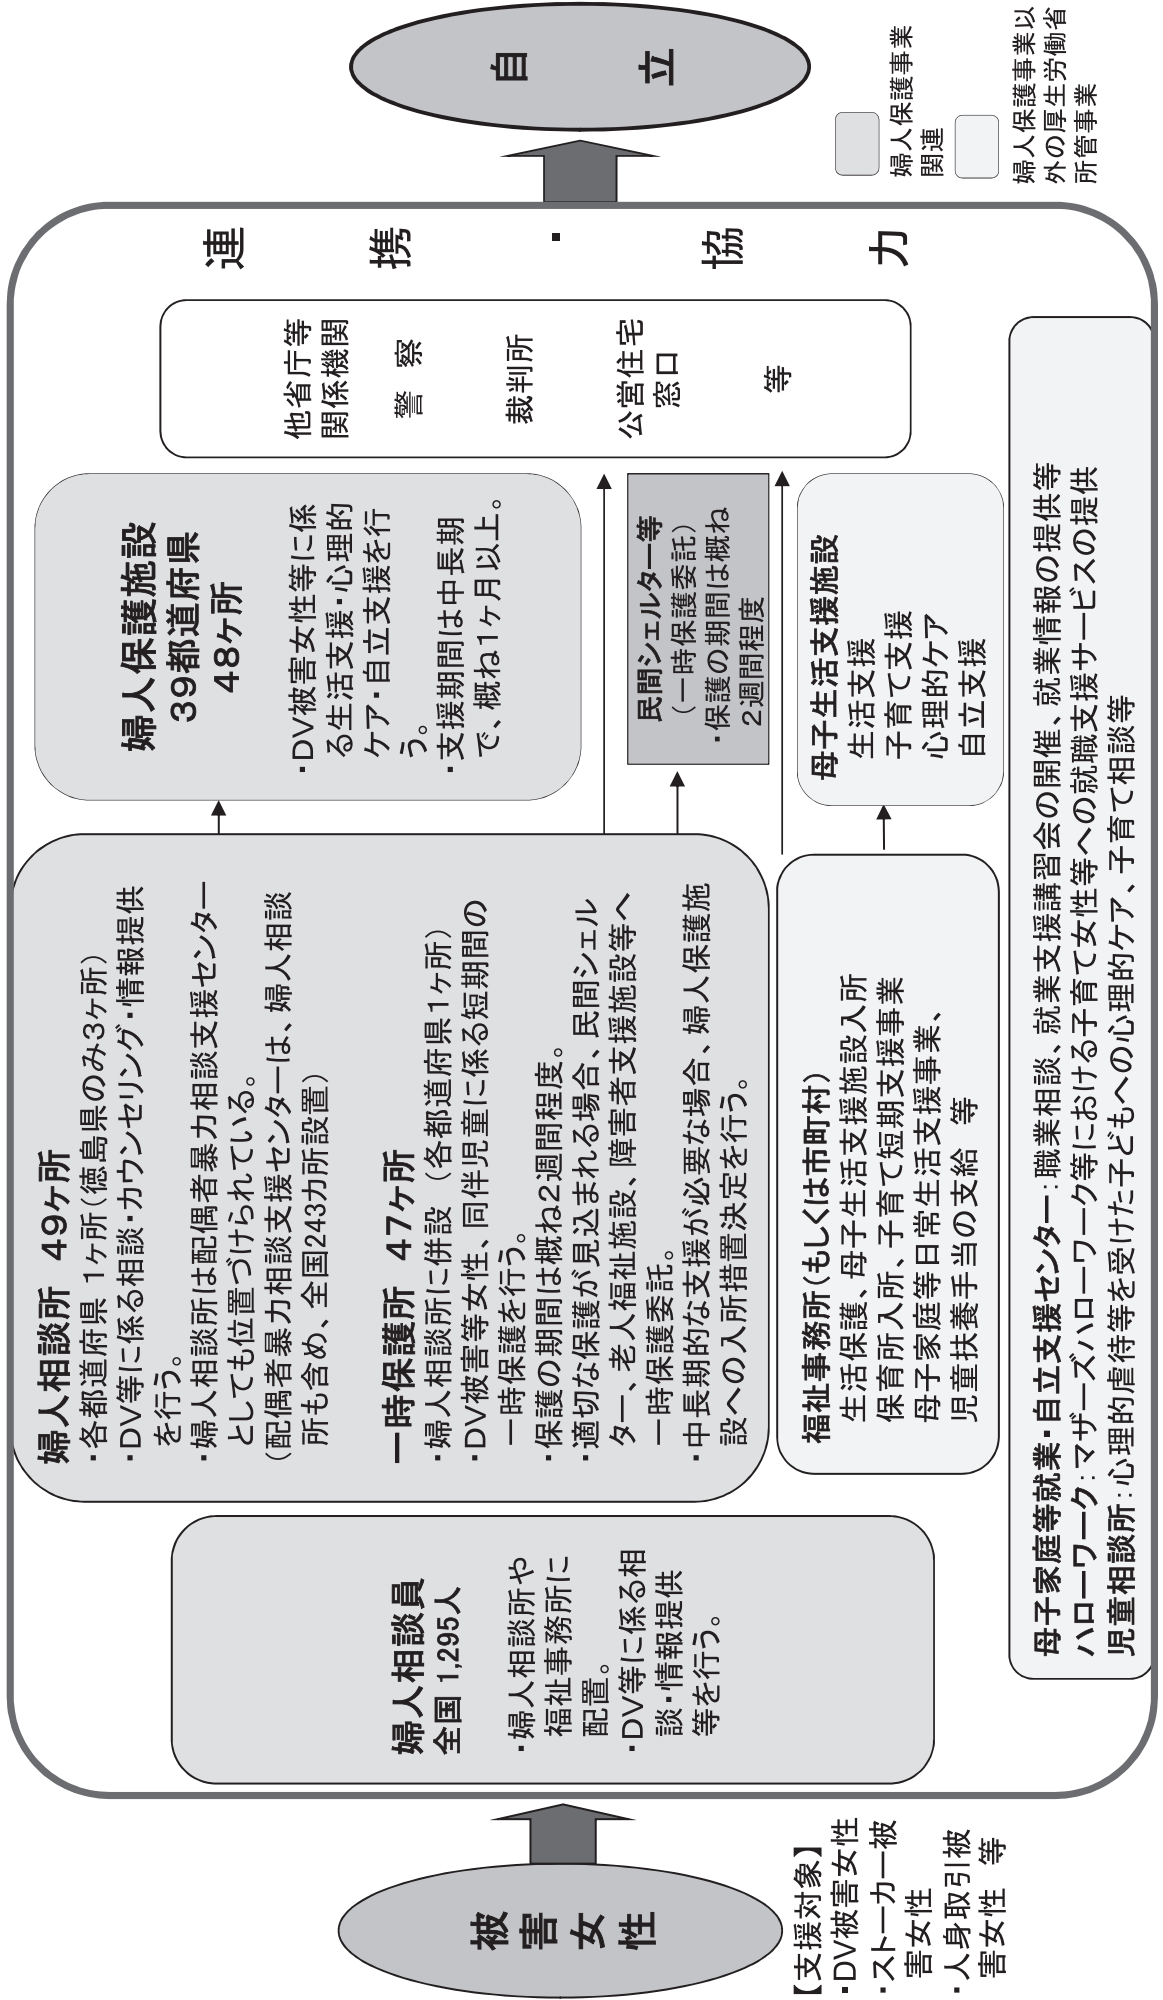 被
害
女
性
【支援対象】
・DV被害女性
・ストーカー被
害女性
・人身取引被
害女性 等
婦人相談員
全国 1,295人
・婦人相談所や
福祉事務所に
配置。
・DV等に係る相
談・情報提供
等を行う。
婦人相談所 49ヶ所
・各都道府県 1ヶ所(徳島県のみ3ヶ所)
・DV等に係る相談・カウンセリング・情報提供
を行う。
・婦人相談所は配偶者暴力相談支援センター
としても位置づけられている。
(配偶者暴力相談支援センターは、婦人相談
所も含め、全国243カ所設置)
一時保護所 47ヶ所
・婦人相談所に併設(各都道府県1ヶ所)
・DV被害等女性、同伴児童に係る短期間の
一時保護を行う。
・保護の期間は概ね2週間程度。
・適切な保護が見込まれる場合、民間シェル
ター、老人福祉施設、障害者支援施設等へ
一時保護委託。
・中長期的な支援が必要な場合、婦人保護施
設への入所措置決定を行う。
福祉事務所(もしくは市町村)
生活保護、母子生活支援施設入所
保育所入所、子育て短期支援事業
母子家庭等日常生活支援事業、
児童扶養手当の支給 等
婦人保護施設
39都道府県
48ヶ所
・DV被害女性等に係
る生活支援・心理的
ケア・自立支援を行
う。
・支援期間は中長期
で、概ね1ヶ月以上。
民間シェルター等
(一時保護委託)
・保護の期間は概ね
2週間程度
母子生活支援施設
生活支援
子育て支援
心理的ケア
自立支援
他省庁等
関係機関
警 察
裁判所
公営住宅
窓口
等
連 携 ・ 協 力
母子家庭等就業・自立支援センター:職業相談、就業支援講習会の開催、就業情報の提供等
ハローワーク:マザーズハローワーク等における子育て女性等への就職支援サービスの提供
児童相談所:心理的虐待等を受けた子どもへの心理的ケア、子育て相談等
自 立
婦人保護事業
関連
婦人保護事業以
外の厚生労働省
所管事業